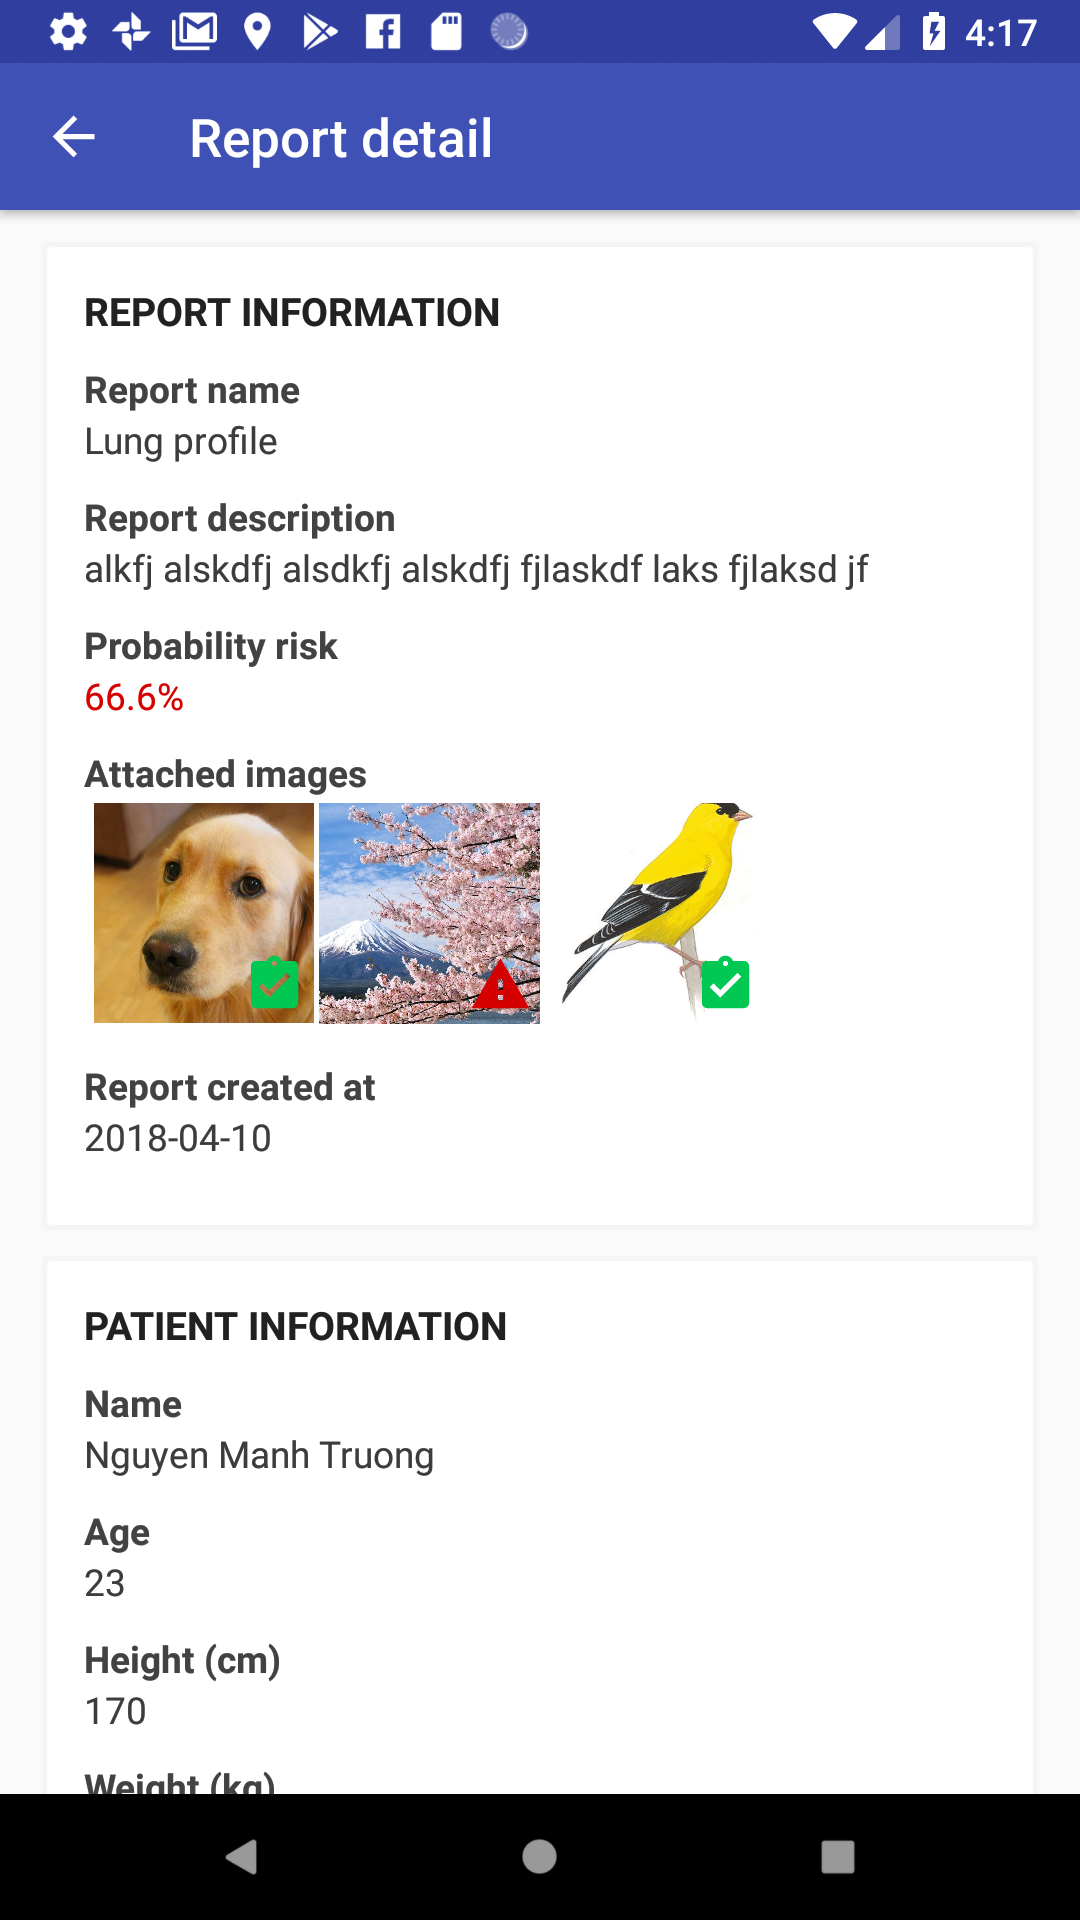 4:17
Report detail
REPORT INFORMATION
Report name
Lung profile
Report description
alkfj alskdfj alsdkfj alskdfj fjlaskdf laks fjlaksd jf
Probability risk
66.6%
Attached images
Report created at
2018-04-10
PATIENT INFORMATION
Name
Nguyen Manh Truong
Age
23
Height (cm)
170
Weight (kg)